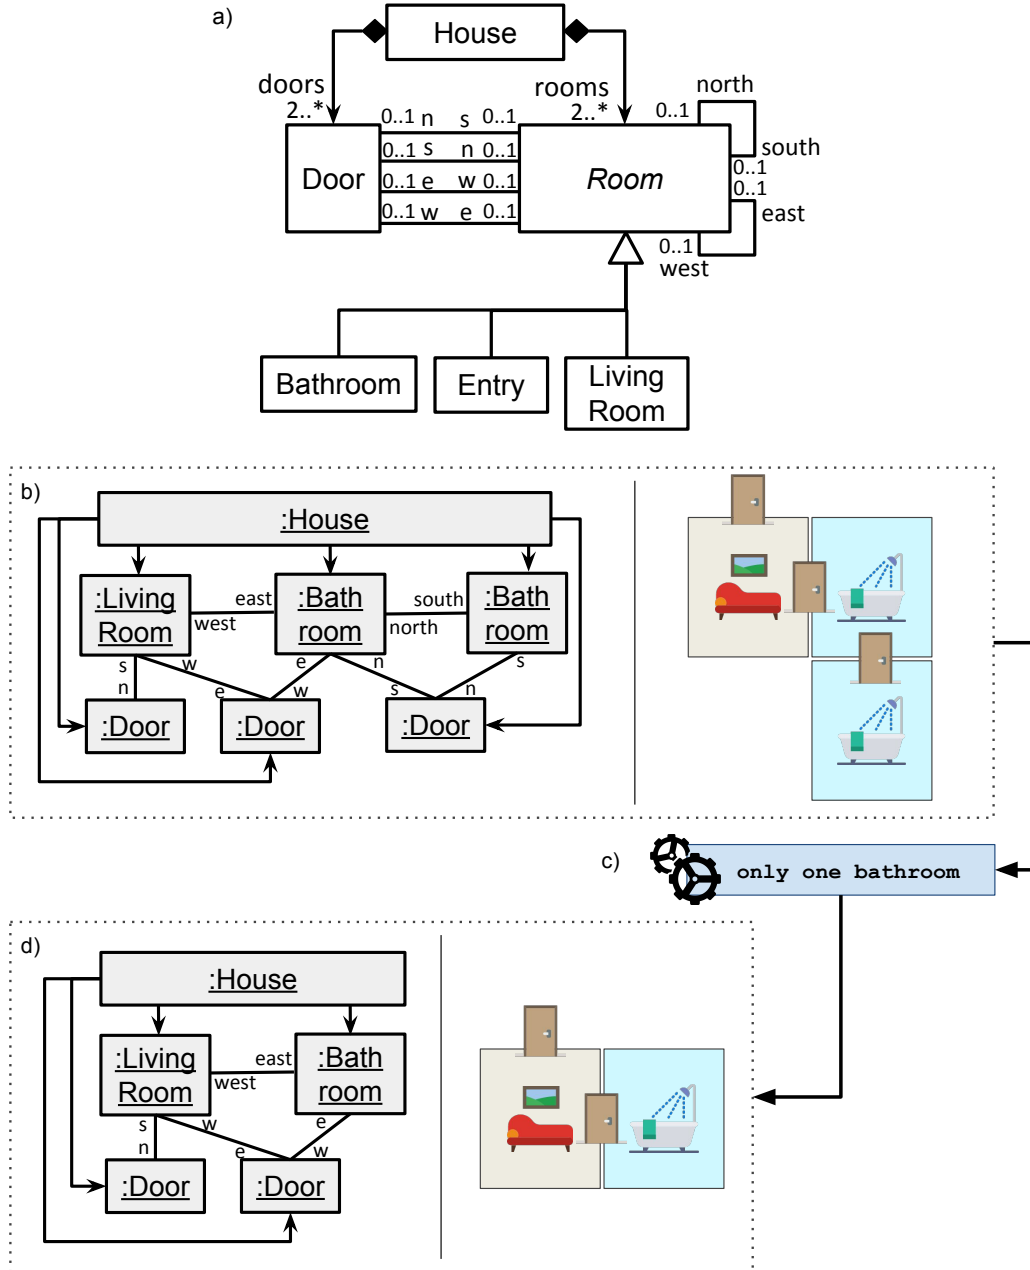 a)
House
doors
2..*
rooms
2..*
north
0..1
0..1 n s 0..1
0..1 s n 0..1
0..1 e w 0..1
0..1 w e 0..1
Door
Room
south
0..1
0..1
east
0..1
west
Bathroom
Entry
Living
Room
b)
:House
:Living
Room
east
west
:Bath
room
south
north
:Bath
room
s w e n s
n e w s n
:Door
:Door
:Door
c)
only one bathroom
d)
:House
:Living
Room
east
west
:Bath
room
s w e
n e w
:Door
:Door